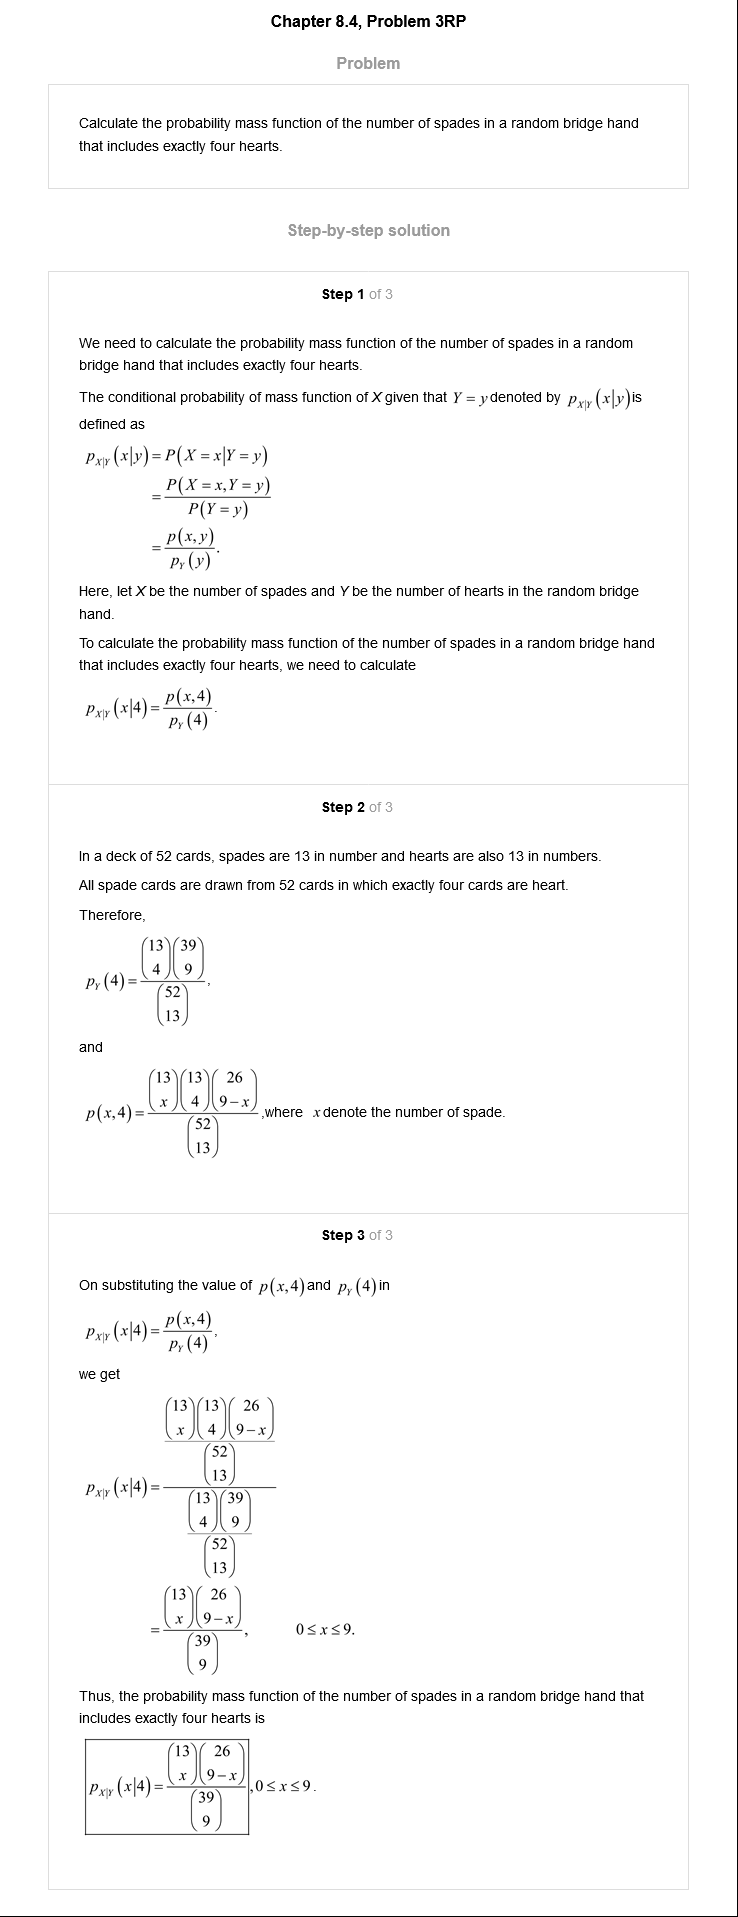 Chapter 8.4, Problem 3RP
Problem
Calculate the probability mass function of the number of spades in a random bridge hand
that includes exactly four hearts.
Step-by-step solution
Step 1 of 3
We need to calculate the probability mass function of the number of spades in a random
bridge hand that includes exactly four hearts.
The conditional probability of mass function of X given that Y = y denoted by p_{X|Y}(x|y) is
defined as
p_{X|Y}(x|y) = P(X = x|Y = y)
= \frac{P(X = x, Y = y)}{P(Y = y)}
= \frac{p(x, y)}{p_Y(y)}.
Here, let X be the number of spades and Y be the number of hearts in the random bridge
hand.
To calculate the probability mass function of the number of spades in a random bridge hand
that includes exactly four hearts, we need to calculate
p_{X|Y}(x|4) = \frac{p(x, 4)}{p_Y(4)}.
Step 2 of 3
In a deck of 52 cards, spades are 13 in number and hearts are also 13 in numbers.
All spade cards are drawn from 52 cards in which exactly four cards are heart.
Therefore,
p_Y(4) = \frac{\binom{13}{4}\binom{39}{9}}{\binom{52}{13}},
and
p(x, 4) = \frac{\binom{13}{x}\binom{13}{4}\binom{26}{9-x}}{\binom{52}{13}}, where x denote the number of spade.
Step 3 of 3
On substituting the value of p(x, 4) and p_Y(4) in
p_{X|Y}(x|4) = \frac{p(x, 4)}{p_Y(4)},
we get
p_{X|Y}(x|4) = \frac{\frac{\binom{13}{x}\binom{13}{4}\binom{26}{9-x}}{\binom{52}{13}}}{\frac{\binom{13}{4}\binom{39}{9}}{\binom{52}{13}}}
= \frac{\binom{13}{x}\binom{26}{9-x}}{\binom{39}{9}}, 0 ≤ x ≤ 9.
Thus, the probability mass function of the number of spades in a random bridge hand that
includes exactly four hearts is
p_{X|Y}(x|4) = \frac{\binom{13}{x}\binom{26}{9-x}}{\binom{39}{9}}, 0 ≤ x ≤ 9.